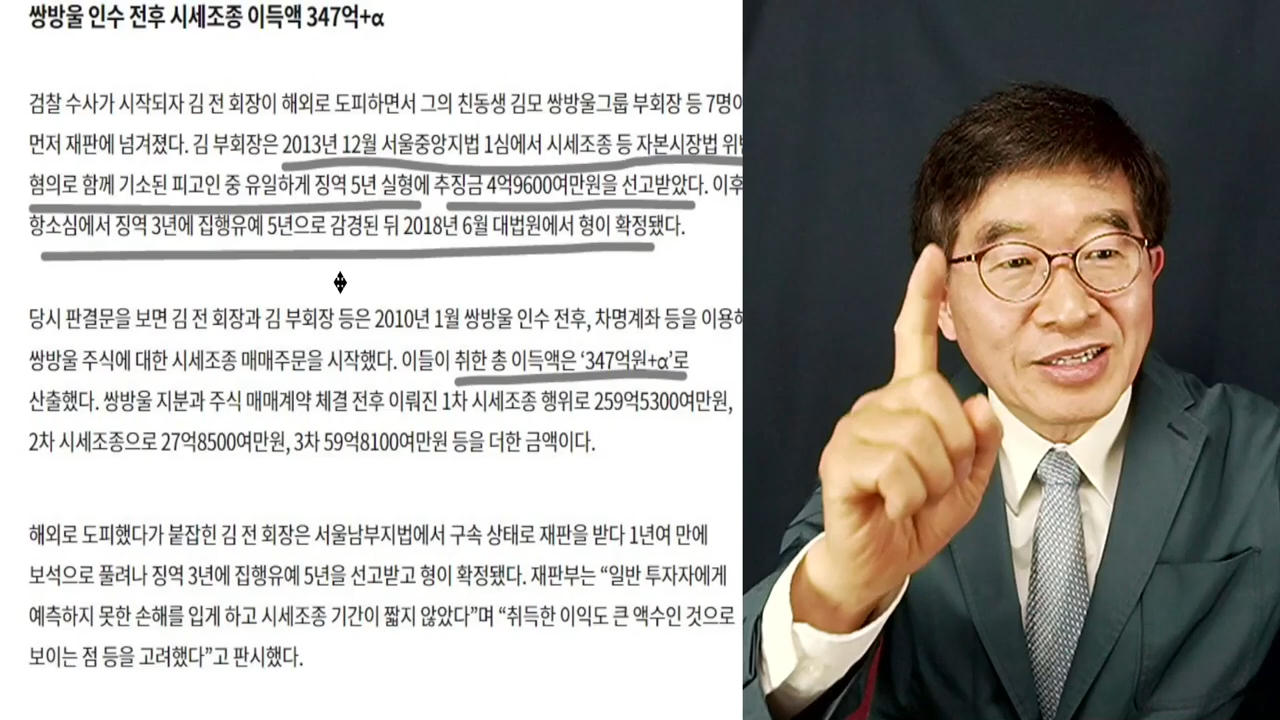 쌍방울 인수 전후 시세조종 이득액 347억+α
검찰 수사가 시작되자 김 전 회장이 해외로 도피하면서 그의 친동생 김모 쌍방울그룹 부회장 등 7명이
먼저 재판에 넘겨졌다. 김 부회장은 2013년 12월 서울중앙지법 1심에서 시세조종 등 자본시장법 위반
혐의로 함께 기소된 피고인 중 유일하게 징역 5년 실형에 추징금 4억9600여만원을 선고받았다. 이후
항소심에서 징역 3년에 집행유예 5년으로 감경된 뒤 2018년 6월 대법원에서 형이 확정됐다.
당시 판결문을 보면 김 전 회장과 김 부회장 등은 2010년 1월 쌍방울 인수 전후, 차명계좌 등을 이용해
쌍방울 주식에 대한 시세조종 매매주문을 시작했다. 이들이 취한 총 이득액은 ‘347억원+α’로
산출했다. 쌍방울 지분과 주식 매매계약 체결 전후 이뤄진 1차 시세조종 행위로 259억5300여만원,
2차 시세조종으로 27억8500여만원, 3차 59억8100여만원 등을 더한 금액이다.
해외로 도피했다가 붙잡힌 김 전 회장은 서울남부지법에서 구속 상태로 재판을 받다 1년여 만에
보석으로 풀려나 징역 3년에 집행유예 5년을 선고받고 형이 확정됐다. 재판부는 “일반 투자자에게
예측하지 못한 손해를 입게 하고 시세조종 기간이 짧지 않았다”며 “취득한 이익도 큰 액수인 것으로
보이는 점 등을 고려했다”고 판시했다.